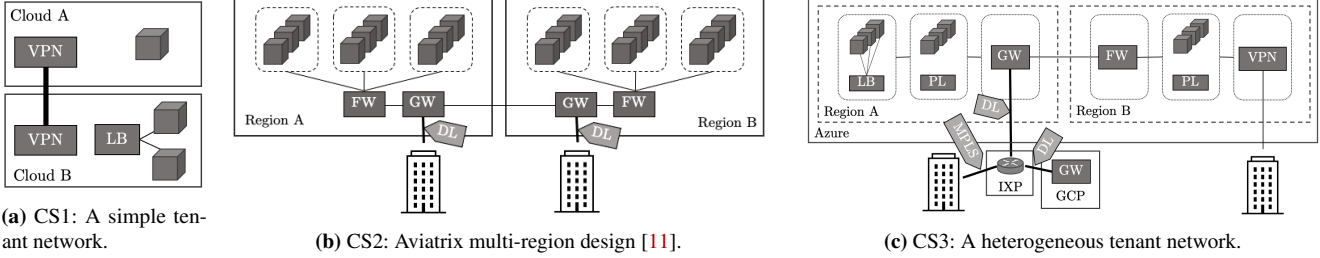 Cloud A
VPN
VPN
LB
Cloud B
(a) CS1: A simple ten-
ant network.
FW
GW
GW
FW
Region A
DL
DL
Region B
(b) CS2: Aviatrix multi-region design [11].
LB
PL
GW
FW
PL
VPN
Region A
DL
Region B
Azure
MPLS
DL
IXP
GW
GCP
(c) CS3: A heterogeneous tenant network.